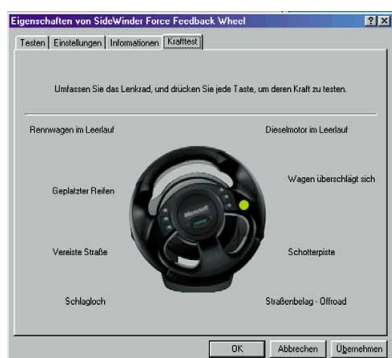 Eigenschaften von SideWinder Force Feedback Wheel
Testen Einstellungen Informationen Krafttest
Umfassen Sie das Lenkrad, und drücken Sie jede Taste, um deren Kraft zu testen.
Rennwagen im Leerlauf
Dieselmotor im Leerlauf
Geplatzter Reifen
Wagen überschlägt sich
Microsoft
Vereiste Straße
Schotterpiste
Schlagloch
Straßenbelag - Offroad
OK Abbrechen Übernehmen